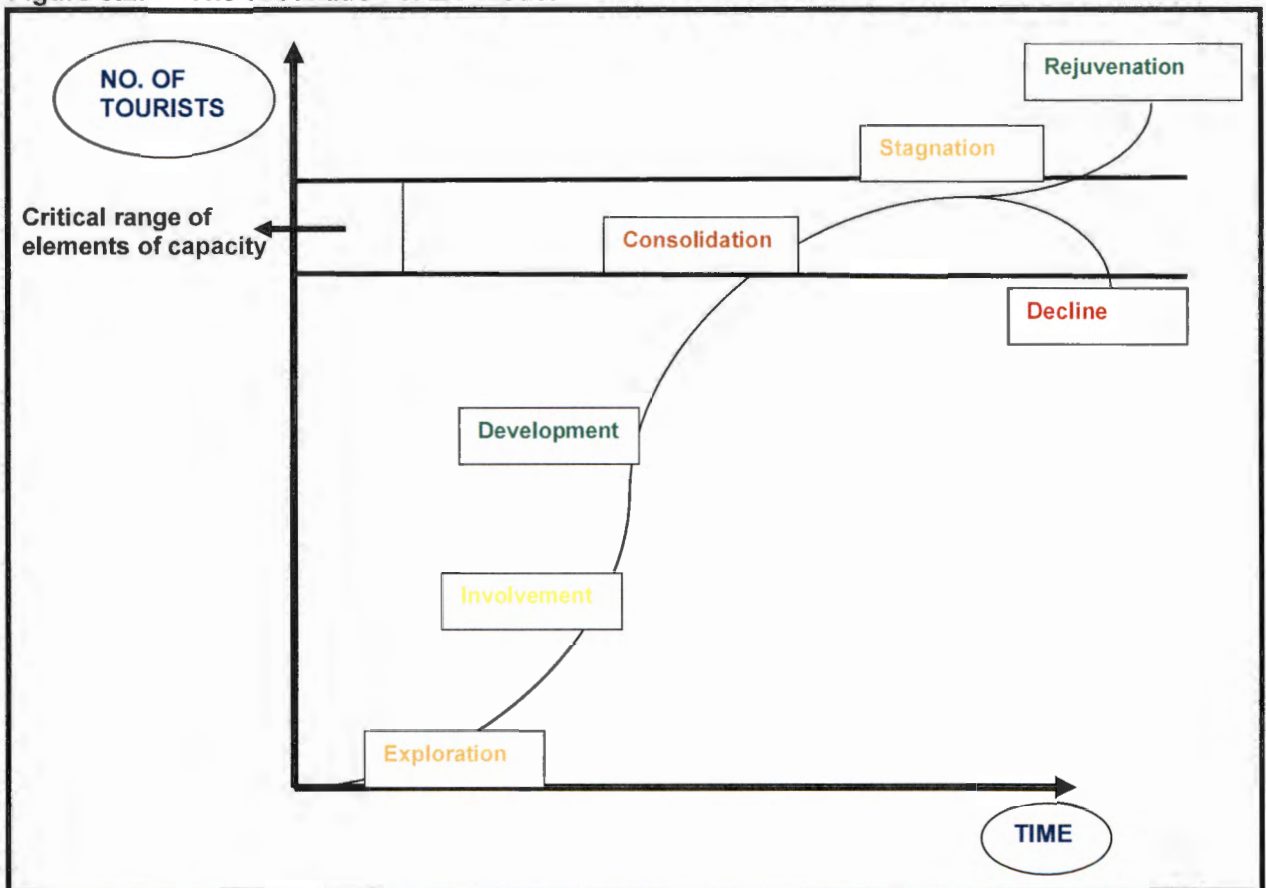 NO. OF
TOURISTS
Rejuvenation
Stagnation
Critical range of
elements of capacity
Consolidation
Decline
Development
Involvement
Exploration
TIME